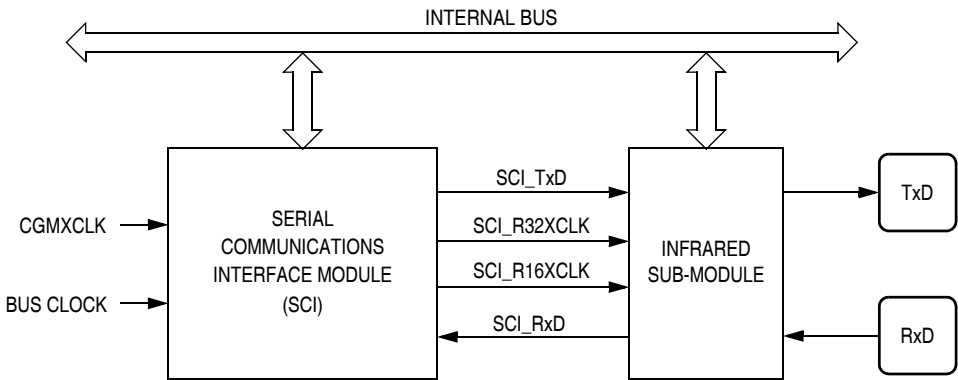 INTERNAL BUS
SCI_TxD
TxD
CGMXCLK
SERIAL
COMMUNICATIONS
INTERFACE MODULE
(SCI)
SCI_R32XCLK
INFRARED
SUB-MODULE
SCI_R16XCLK
BUS CLOCK
SCI_RxD
RxD